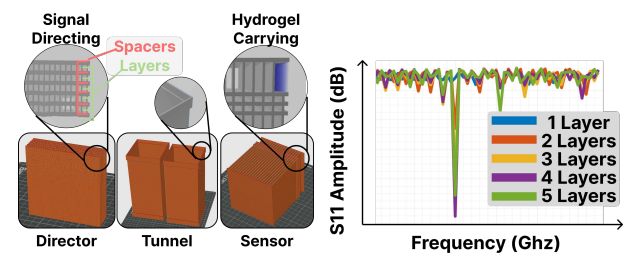 Signal
Directing
Spacers
Layers
Hydrogel
Carrying
Director
Tunnel
Sensor
S11 Amplitude (dB)
1 Layer
2 Layers
3 Layers
4 Layers
5 Layers
Frequency (Ghz)